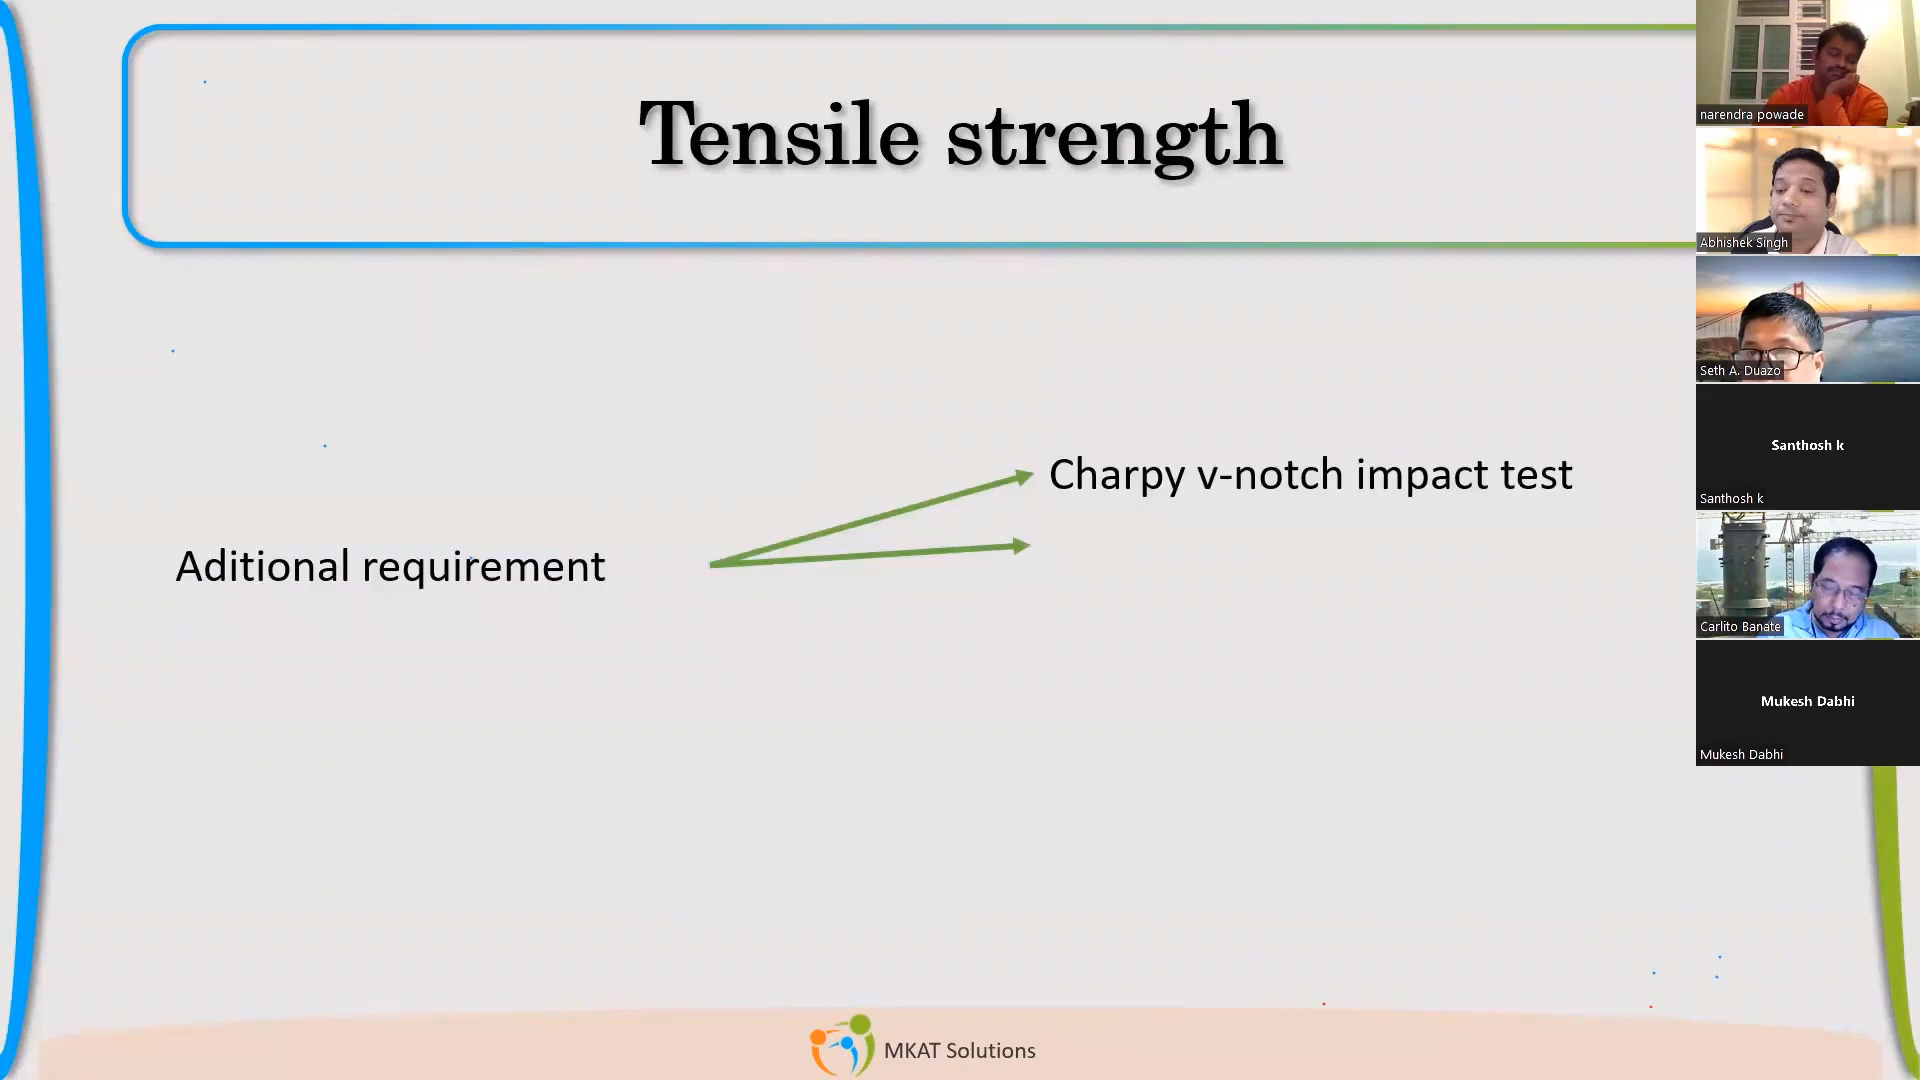 Tensile strength
Charpy v-notch impact test
Aditional requirement
MKAT Solutions
narendra powade
Abhishek Singh
Seth A. Duazo
Santhosh k
Santhosh k
Carlito Banate
Mukesh Dabhi
Mukesh Dabhi